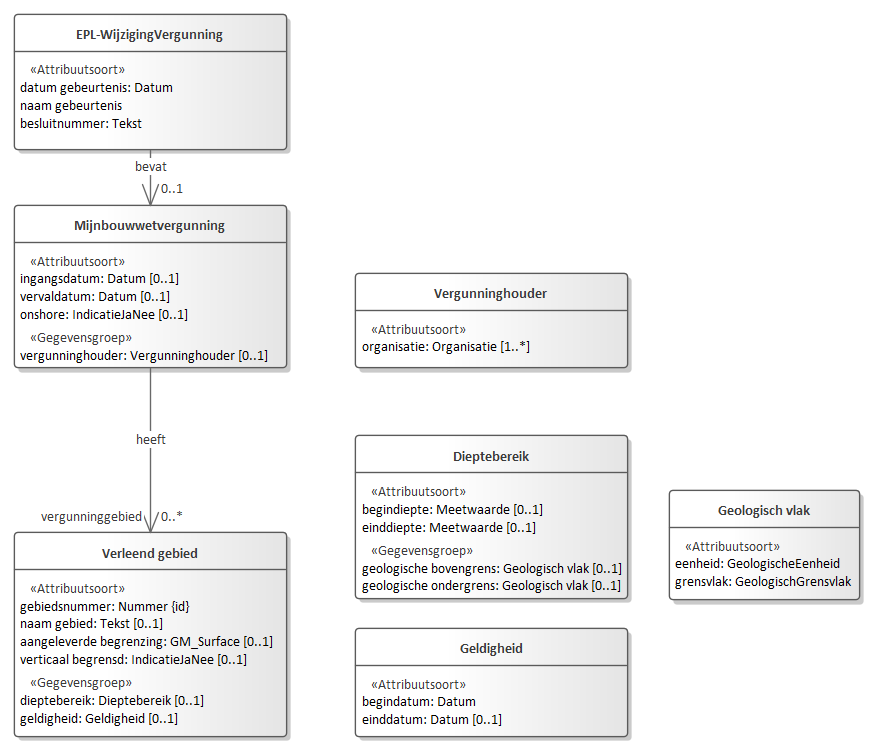 EPL-WijzigingVergunning
«Attribuutsoort»
datum gebeurtenis: Datum
naam gebeurtenis
besluitnummer: Tekst
bevat
0..1
Mijnbouwwetvergunning
«Attribuutsoort»
ingangsdatum: Datum [0..1]
vervaldatum: Datum [0..1]
onshore: IndicatieJaNee [0..1]
«Gegevensgroep»
vergunninghouder: Vergunninghouder [0..1]
Vergunninghouder
«Attribuutsoort»
organisatie: Organisatie [1..*]
heeft
vergunninggebied
0..*
Dieptebereik
«Attribuutsoort»
begindiepte: Meetwaarde [0..1]
einddiepte: Meetwaarde [0..1]
«Gegevensgroep»
geologische bovengrens: Geologisch vlak [0..1]
geologische ondergrens: Geologisch vlak [0..1]
Geologisch vlak
«Attribuutsoort»
eenheid: GeologischeEenheid
grensvlak: GeologischGrensvlak
Verleend gebied
«Attribuutsoort»
gebiedsnummer: Nummer {id}
naam gebied: Tekst [0..1]
aangeleverde begrenzing: GM_Surface [0..1]
verticaal begrensd: IndicatieJaNee [0..1]
«Gegevensgroep»
dieptebereik: Dieptebereik [0..1]
geldigheid: Geldigheid [0..1]
Geldigheid
«Attribuutsoort»
begindatum: Datum
einddatum: Datum [0..1]